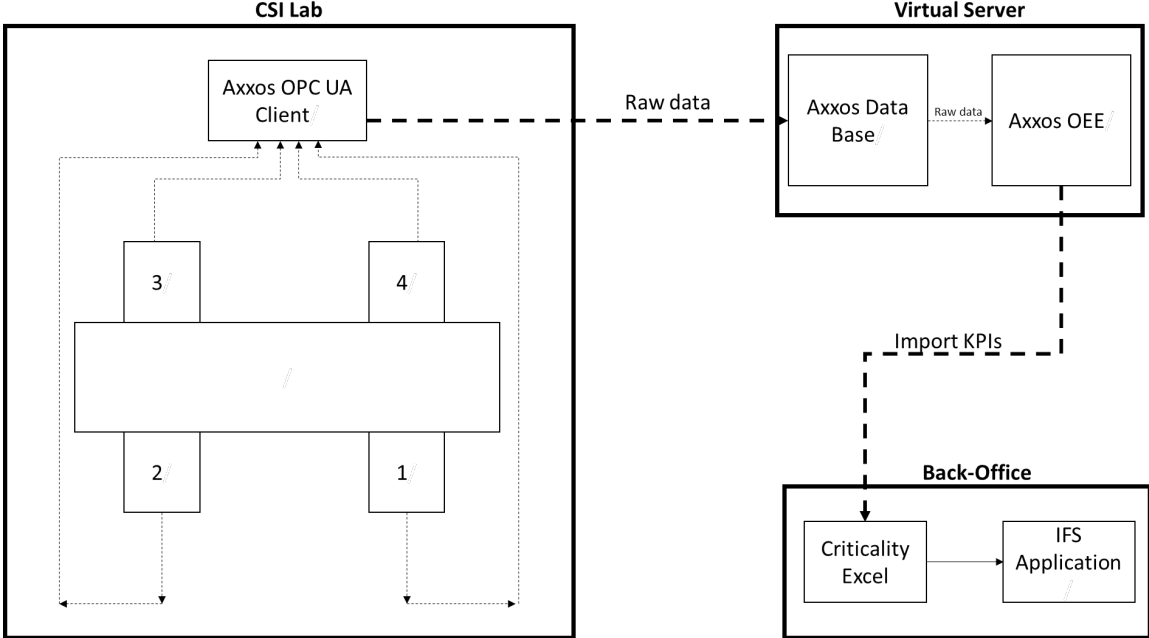 CSI Lab
Virtual Server
Axxos OPC UA
Client
Raw data
Axxos Data
Base
Raw data
Axxos OEE
3
4
Import KPIs
2
1
Back-Office
Criticality
Excel
IFS
Application